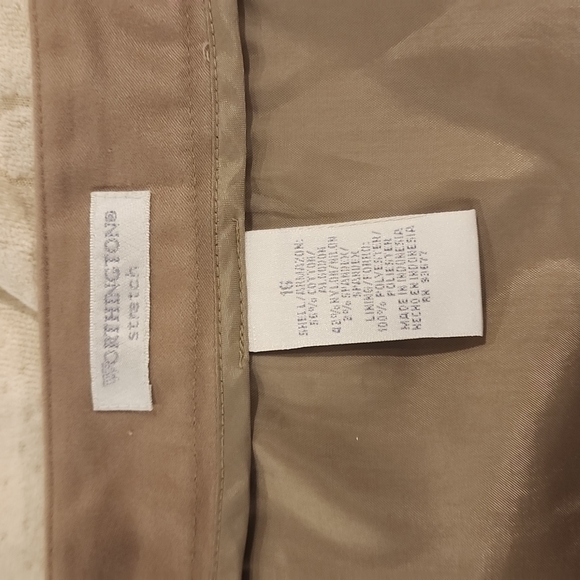 WORTHINGTON®
stretch
16
SHELL/ARMAZON:
56% COTTON/
ALGODON
42% NYLON/NILON
2% SPANDEX/
SPANDEX
LINING/FORRO:
100% POLYESTER/
POLIESTER
MADE IN INDONESIA
HECHO EN INDONESIA
RN 93677